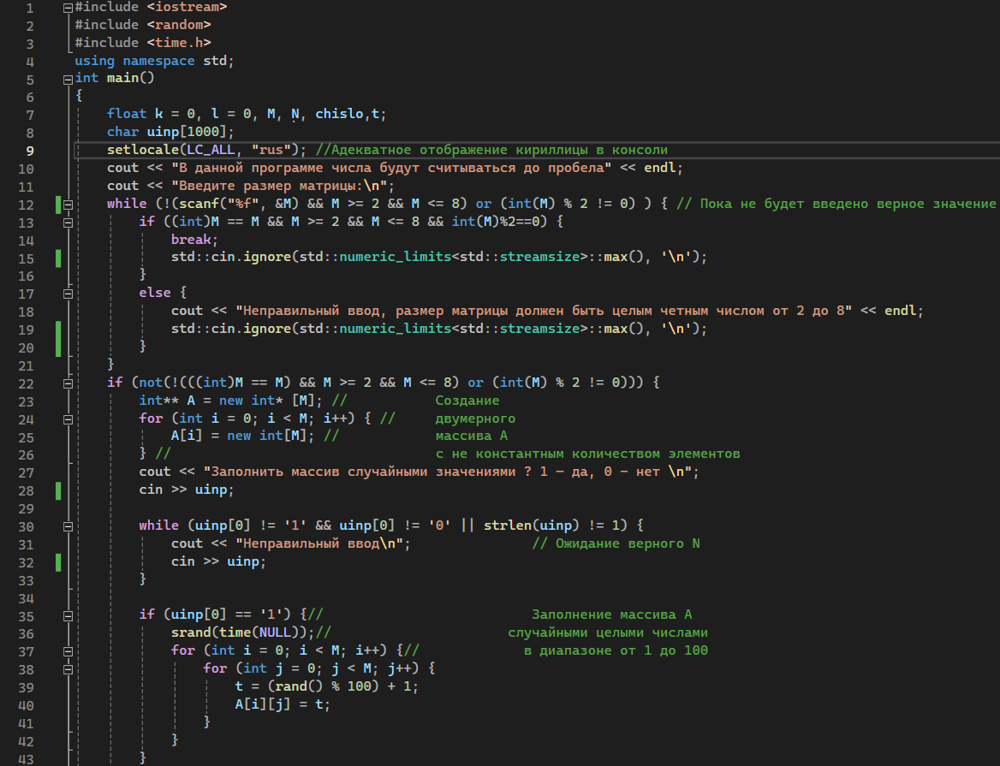 1 #include <iostream>
2 #include <random>
3 #include <time.h>
4 using namespace std;
5 int main()
6 {
7 float k = 0, l = 0, M, N, chislo,t;
8 char uinp[1000];
9 setlocale(LC_ALL, "rus"); //Адекватное отображение кириллицы в консоли
10 cout << "В данной программе числа будут считываться до пробела" << endl;
11 cout << "Введите размер матрицы:\n";
12 while (!(scanf("%f", &M) && M >= 2 && M <= 8) or (int(M) % 2 != 0) ) { // Пока не будет введено верное значение
13 if ((int)M == M && M >= 2 && M <= 8 && int(M)%2==0) {
14 break;
15 std::cin.ignore(std::numeric_limits<std::streamsize>::max(), '\n');
16 }
17 else {
18 cout << "Неправильный ввод, размер матрицы должен быть целым четным числом от 2 до 8" << endl;
19 std::cin.ignore(std::numeric_limits<std::streamsize>::max(), '\n');
20 }
21 }
22 if (not(!(((int)M == M) && M >= 2 && M <= 8) or (int(M) % 2 != 0))) {
23 int** A = new int* [M]; // Создание
24 for (int i = 0; i < M; i++) { // двумерного
25 A[i] = new int[M]; // массива A
26 } // с не константным количеством элементов
27 cout << "Заполнить массив случайными значениями ? 1 - да, 0 - нет \n";
28 cin >> uinp;
29
30 while (uinp[0] != '1' && uinp[0] != '0' || strlen(uinp) != 1) {
31 cout << "Неправильный ввод\n"; // Ожидание верного N
32 cin >> uinp;
33 }
34
35 if (uinp[0] == '1') {// Заполнение массива A
36 srand(time(NULL));// случайными целыми числами
37 for (int i = 0; i < M; i++) {// в диапазоне от 1 до 100
38 for (int j = 0; j < M; j++) {
39 t = (rand() % 100) + 1;
40 A[i][j] = t;
41 }
42 }
43 }